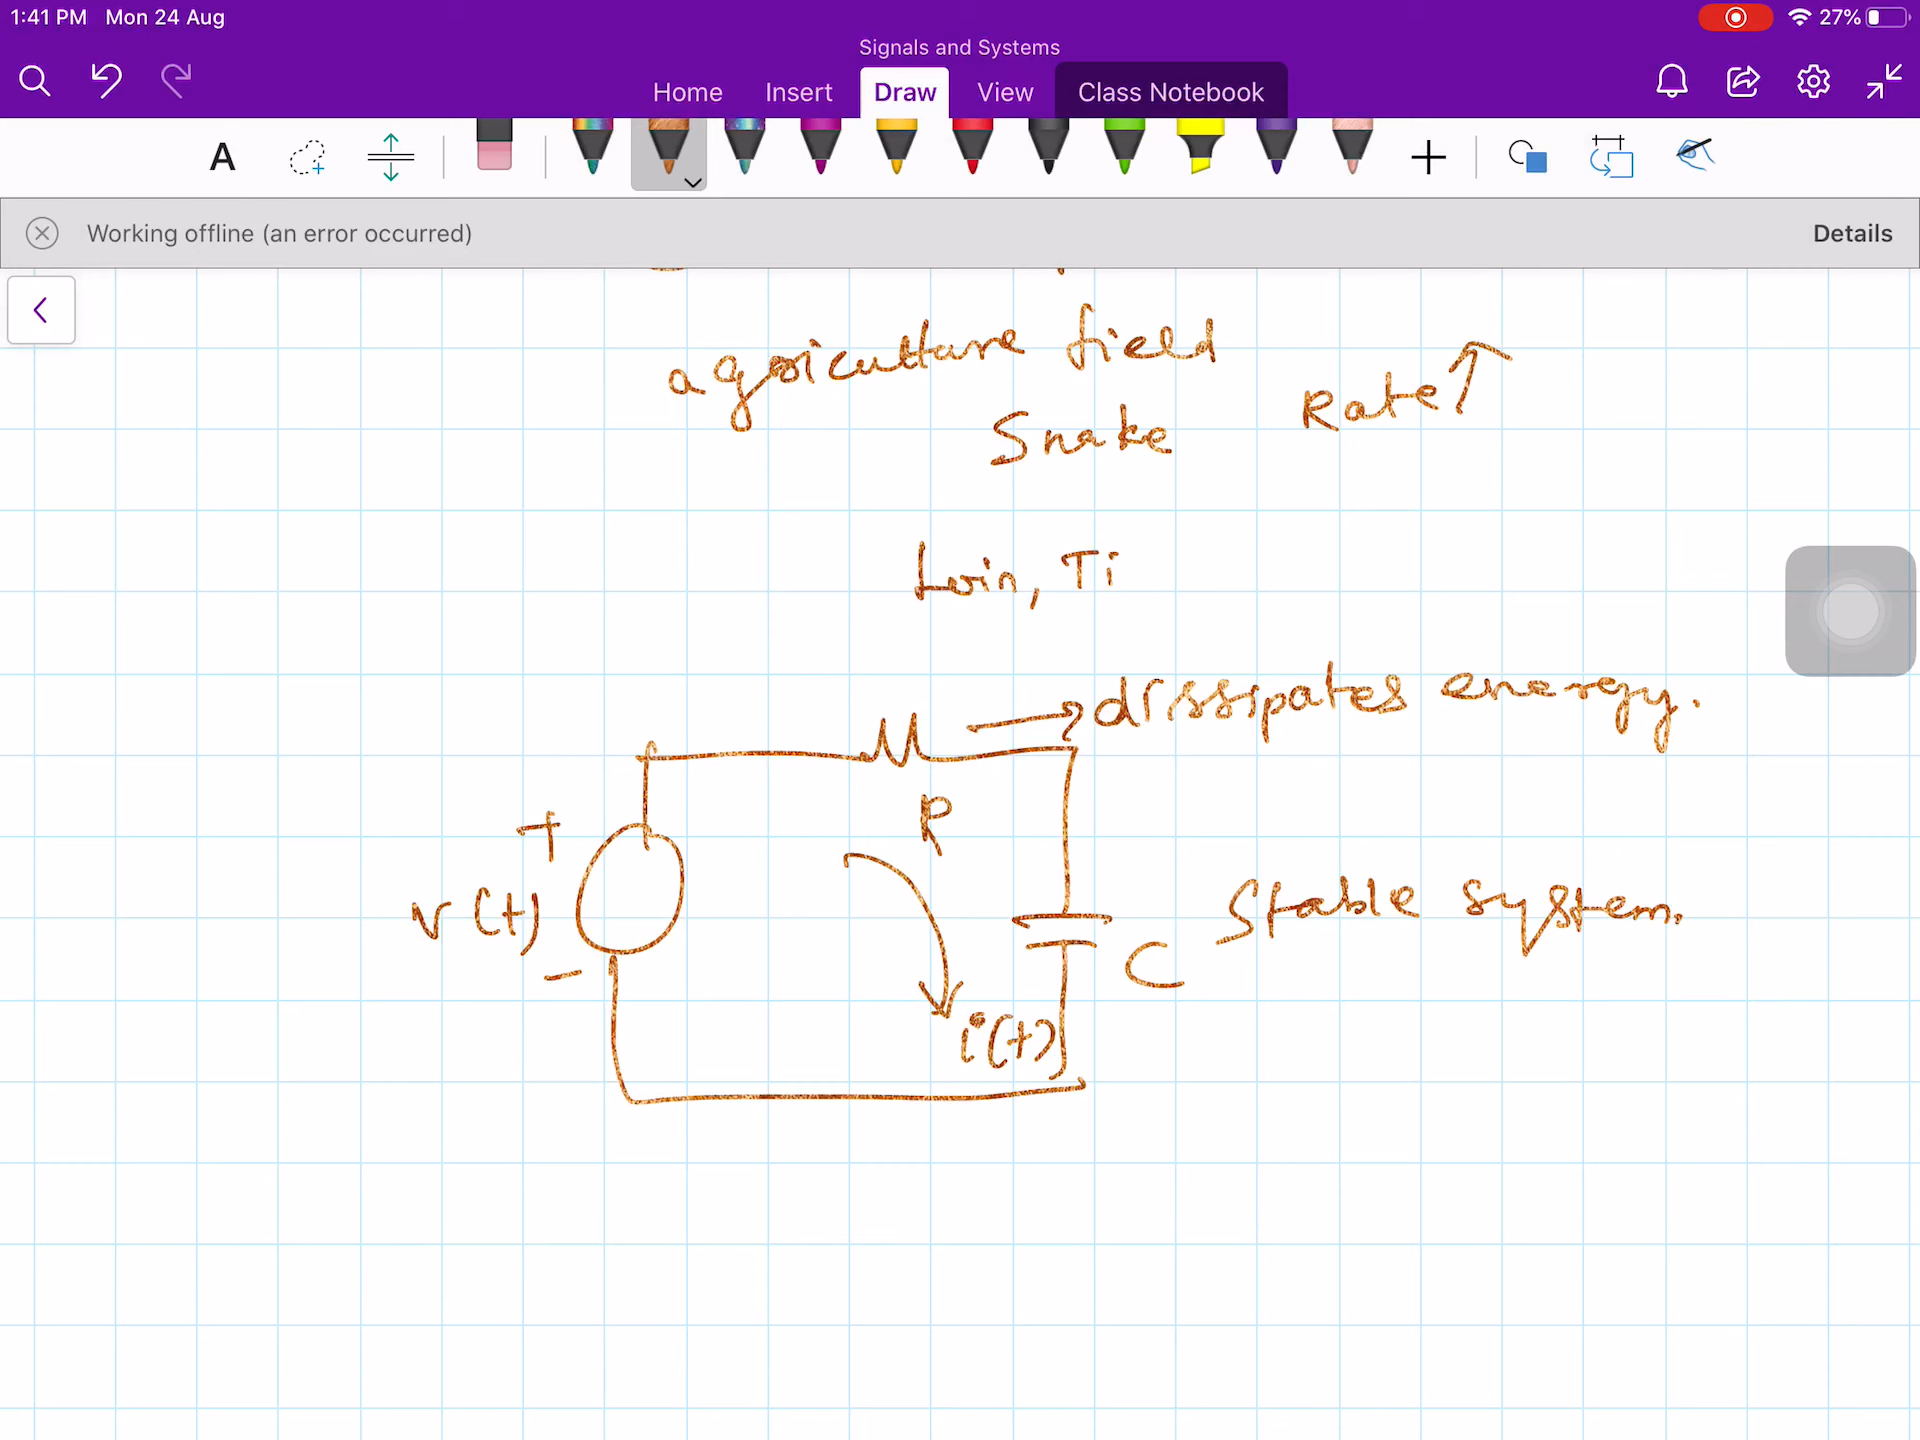 1:41 PM Mon 24 Aug
27%
Signals and Systems
Home Insert Draw View Class Notebook
A
Working offline (an error occurred)
Details
agriculture field
Rate↑
Snake
Ti
dissipates energy.
R
+
v(t)
-
C
Stable system.
i(t)